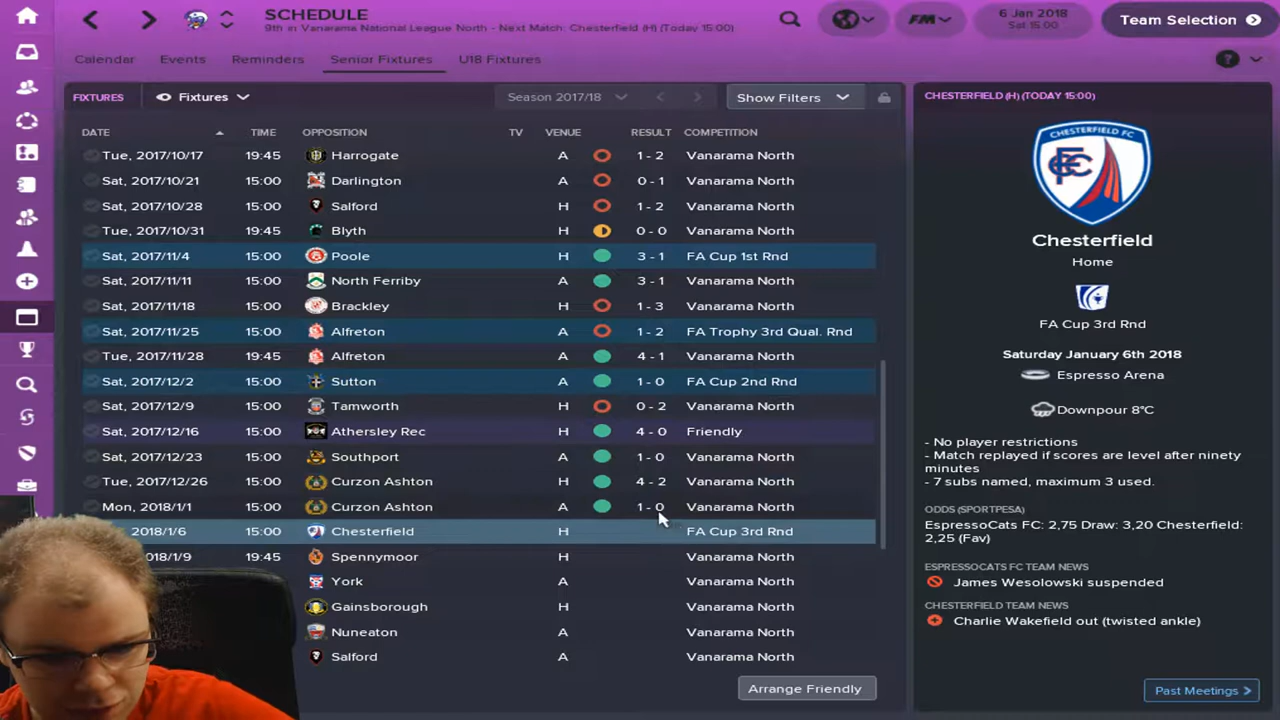 SCHEDULE
9th in Vanarama National League North - Next Match: Chesterfield (H) (Today 15:00)
FM
6 Jan 2018
Sat 15:00
Team Selection
Calendar Events Reminders Senior Fixtures U18 Fixtures
?
FIXTURES Fixtures Season 2017/18 Show Filters
DATE TIME OPPOSITION TV VENUE RESULT COMPETITION
Tue, 2017/10/17 19:45 Harrogate A 1 - 2 Vanarama North
Sat, 2017/10/21 15:00 Darlington A 0 - 1 Vanarama North
Sat, 2017/10/28 15:00 Salford H 1 - 2 Vanarama North
Tue, 2017/10/31 19:45 Blyth H 0 - 0 Vanarama North
Sat, 2017/11/4 15:00 Poole H 3 - 1 FA Cup 1st Rnd
Sat, 2017/11/11 15:00 North Ferriby A 3 - 1 Vanarama North
Sat, 2017/11/18 15:00 Brackley H 1 - 3 Vanarama North
Sat, 2017/11/25 15:00 Alfreton A 1 - 2 FA Trophy 3rd Qual. Rnd
Tue, 2017/11/28 19:45 Alfreton A 4 - 1 Vanarama North
Sat, 2017/12/2 15:00 Sutton A 1 - 0 FA Cup 2nd Rnd
Sat, 2017/12/9 15:00 Tamworth H 0 - 2 Vanarama North
Sat, 2017/12/16 15:00 Athersley Rec H 4 - 0 Friendly
Sat, 2017/12/23 15:00 Southport A 1 - 0 Vanarama North
Tue, 2017/12/26 15:00 Curzon Ashton H 4 - 2 Vanarama North
Mon, 2018/1/1 15:00 Curzon Ashton A 1 - 0 Vanarama North
2018/1/6 15:00 Chesterfield H FA Cup 3rd Rnd
018/1/9 19:45 Spennymoor H Vanarama North
York A Vanarama North
Gainsborough H Vanarama North
Nuneaton A Vanarama North
Salford A Vanarama North
Arrange Friendly
CHESTERFIELD (H) (TODAY 15:00)
CHESTERFIELD FC
Chesterfield
Home
FA Cup 3rd Rnd
Saturday January 6th 2018
Espresso Arena
Downpour 8°C
- No player restrictions
- Match replayed if scores are level after ninety
minutes
- 7 subs named, maximum 3 used.
ODDS (SPORTPESA)
EspressoCats FC: 2,75 Draw: 3,20 Chesterfield:
2,25 (Fav)
ESPRESSOCATS FC TEAM NEWS
James Wesolowski suspended
CHESTERFIELD TEAM NEWS
Charlie Wakefield out (twisted ankle)
Past Meetings >